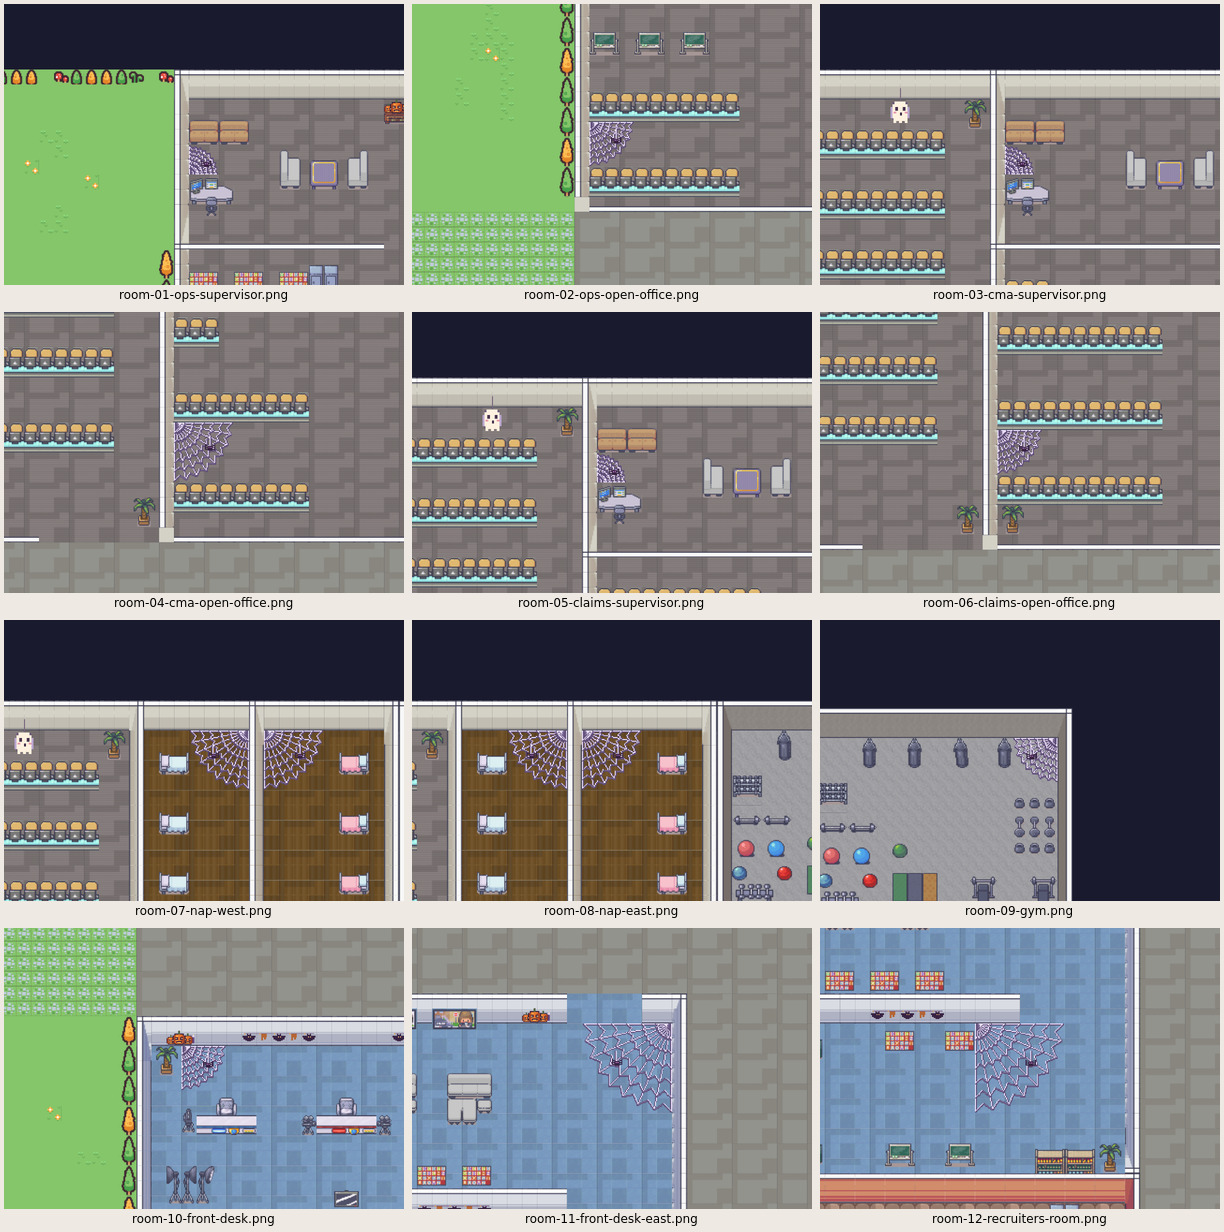 room-01-ops-supervisor.png
room-02-ops-open-office.png
room-03-cma-supervisor.png
room-04-cma-open-office.png
room-05-claims-supervisor.png
room-06-claims-open-office.png
room-07-nap-west.png
room-08-nap-east.png
room-09-gym.png
room-10-front-desk.png
room-11-front-desk-east.png
room-12-recruiters-room.png